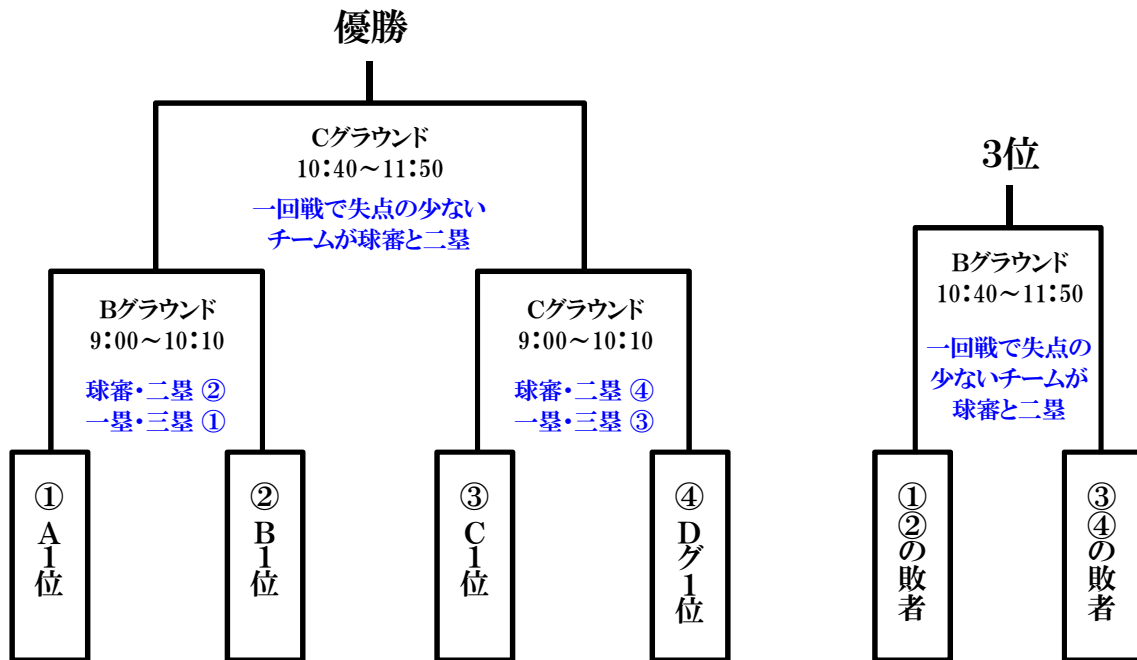 優勝
Cグラウンド
10:40～11:50
一回戦で失点の少ない
チームが球審と二塁
3位
Bグラウンド
10:40～11:50
一回戦で失点の
少ないチームが
球審と二塁
Bグラウンド
9:00～10:10
球審・二塁 ②
一塁・三塁 ①
Cグラウンド
9:00～10:10
球審・二塁 ④
一塁・三塁 ③
①A1位
②B1位
③C1位
④Dグ1位
①②の敗者
③④の敗者